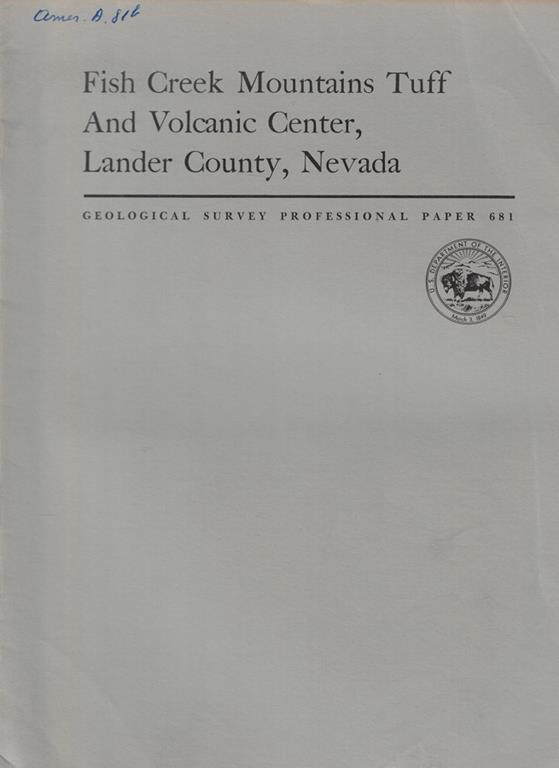 Amer. A. 816
Fish Creek Mountains Tuff
And Volcanic Center,
Lander County, Nevada
GEOLOGICAL SURVEY PROFESSIONAL PAPER 681
U. S. DEPARTMENT OF THE INTERIOR
March 3, 1849